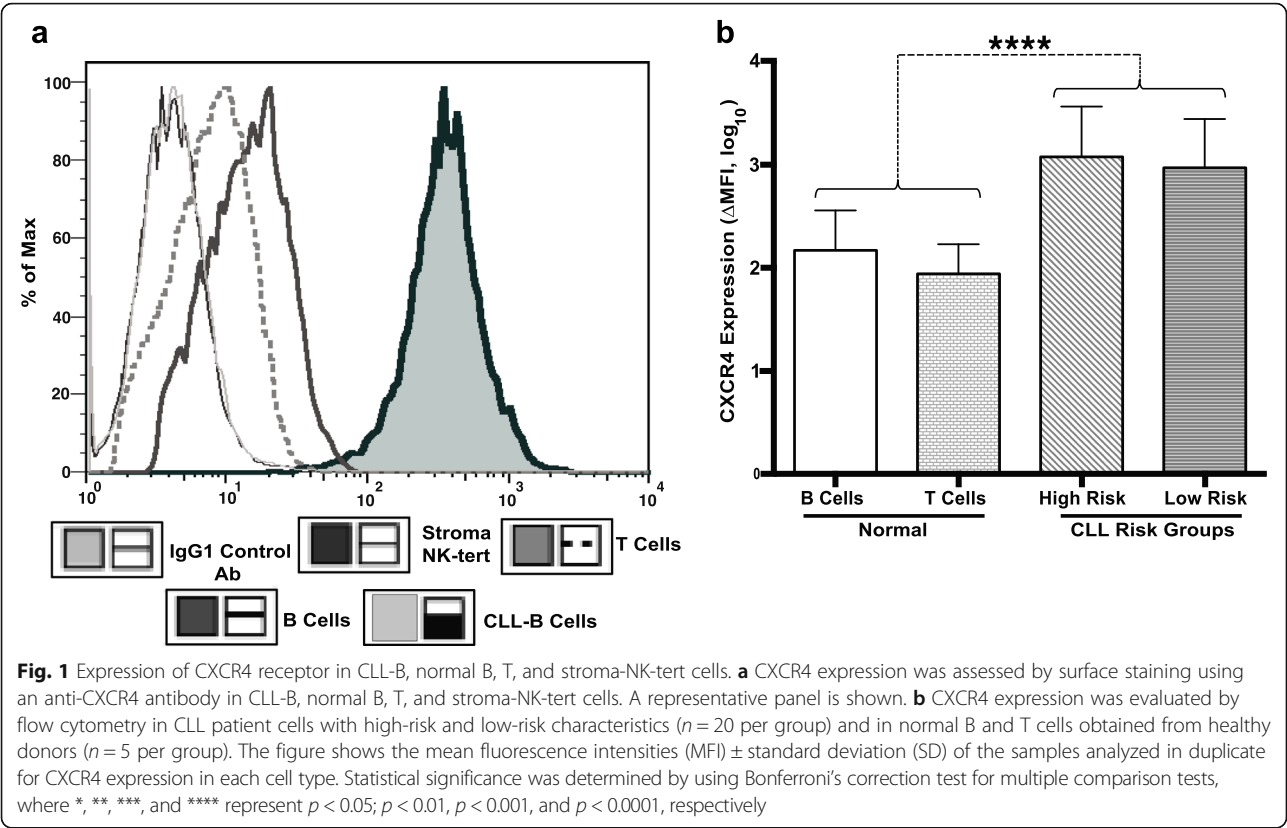 a
100
80
60
40
20
0
% of Max
10^0
10^1
10^2
10^3
10^4
IgG1 Control
Ab
Stroma
NK-tert
T Cells
B Cells
CLL-B Cells
b
****
4
3
2
1
0
CXCR4 Expression (ΔMFI, log10)
B Cells
T Cells
High Risk
Low Risk
Normal
CLL Risk Groups
Fig. 1 Expression of CXCR4 receptor in CLL-B, normal B, T, and stroma-NK-tert cells. a CXCR4 expression was assessed by surface staining using
an anti-CXCR4 antibody in CLL-B, normal B, T, and stroma-NK-tert cells. A representative panel is shown. b CXCR4 expression was evaluated by
flow cytometry in CLL patient cells with high-risk and low-risk characteristics (n = 20 per group) and in normal B and T cells obtained from healthy
donors (n = 5 per group). The figure shows the mean fluorescence intensities (MFI) ± standard deviation (SD) of the samples analyzed in duplicate
for CXCR4 expression in each cell type. Statistical significance was determined by using Bonferroni's correction test for multiple comparison tests,
where *, **, ***, and **** represent p < 0.05; p < 0.01, p < 0.001, and p < 0.0001, respectively